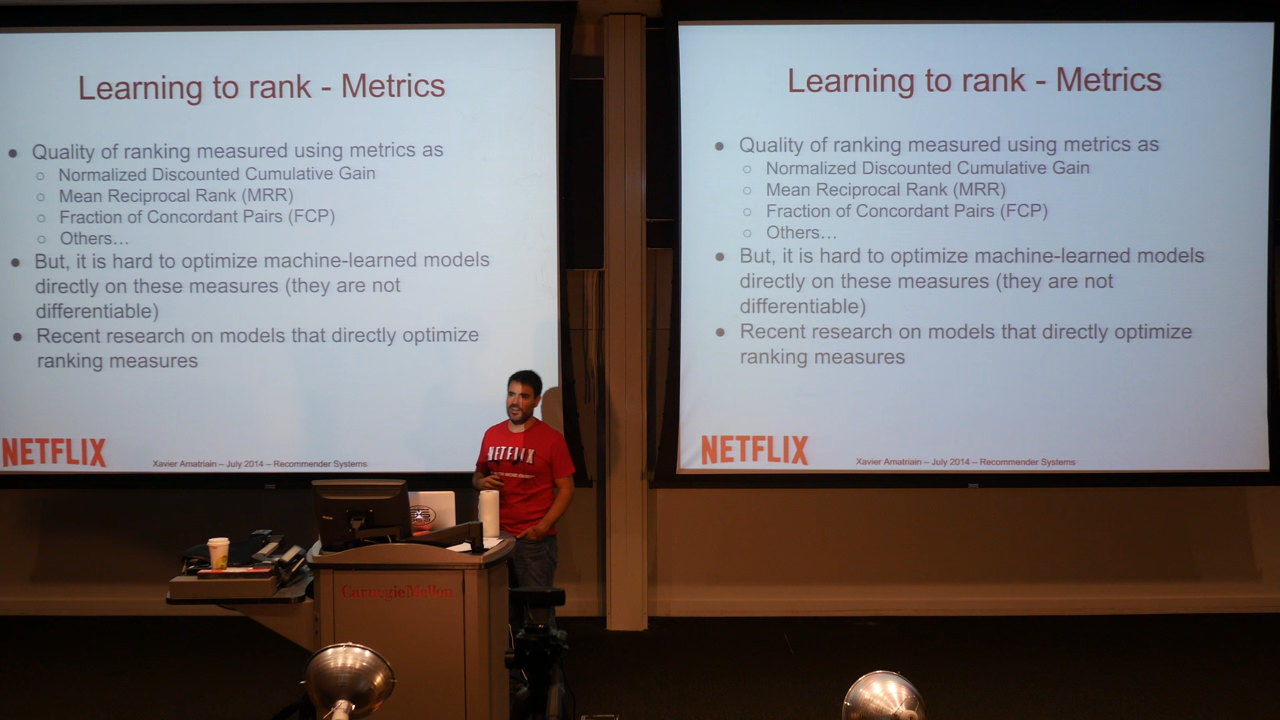 Learning to rank - Metrics
● Quality of ranking measured using metrics as
○ Normalized Discounted Cumulative Gain
○ Mean Reciprocal Rank (MRR)
○ Fraction of Concordant Pairs (FCP)
○ Others…
● But, it is hard to optimize machine-learned models
directly on these measures (they are not
differentiable)
● Recent research on models that directly optimize
ranking measures
NETFLIX
Xavier Amatriain – July 2014 – Recommender Systems
Learning to rank - Metrics
● Quality of ranking measured using metrics as
○ Normalized Discounted Cumulative Gain
○ Mean Reciprocal Rank (MRR)
○ Fraction of Concordant Pairs (FCP)
○ Others…
● But, it is hard to optimize machine-learned models
directly on these measures (they are not
differentiable)
● Recent research on models that directly optimize
ranking measures
NETFLIX
Xavier Amatriain – July 2014 – Recommender Systems
NETFLIX
Carnegie Mellon